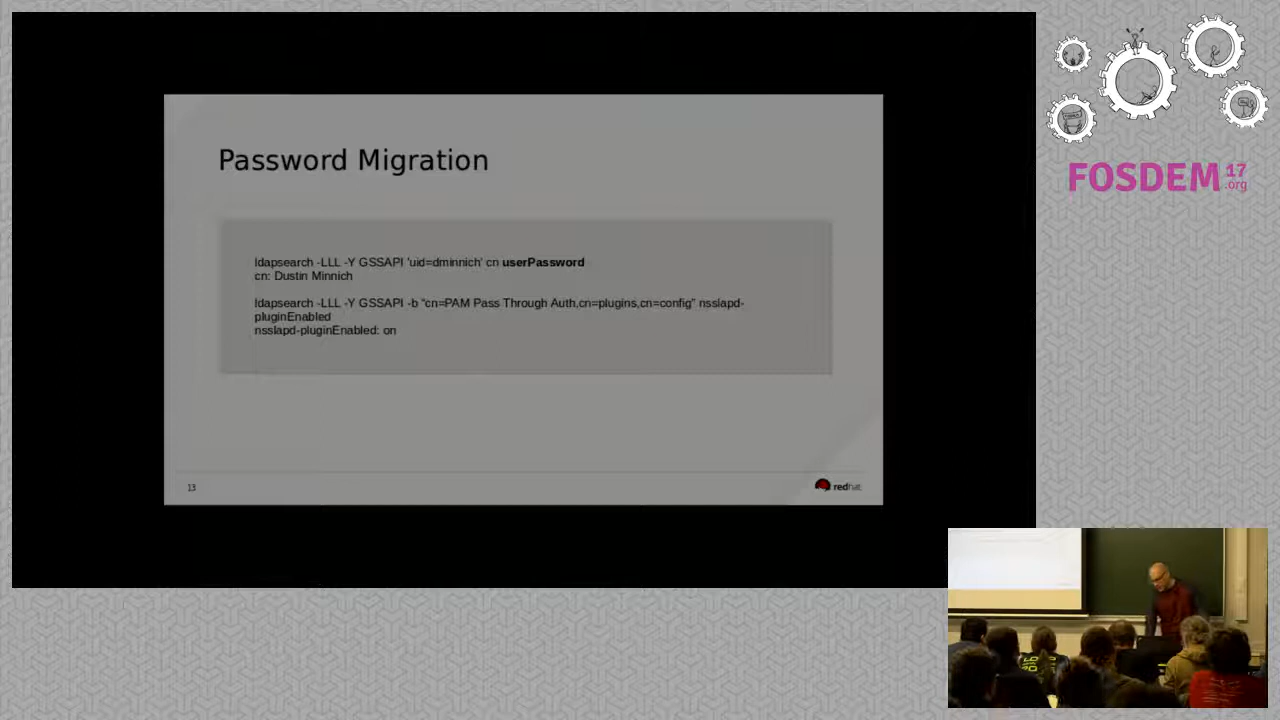 Password Migration
ldapsearch -LLL -Y GSSAPI 'uid=dminnich' cn userPassword
cn: Dustin Minnich
ldapsearch -LLL -Y GSSAPI -b "cn=PAM Pass Through Auth,cn=plugins,cn=config" nsslapd-
pluginEnabled
nsslapd-pluginEnabled: on
13
redhat
FOSDEM 17
.org